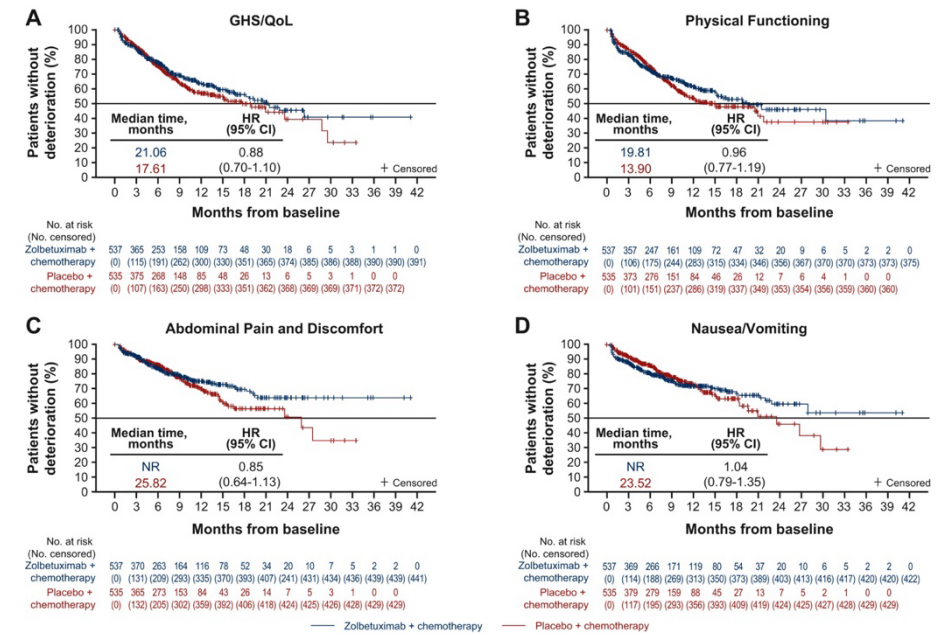 A
GHS/QoL
Patients without
deterioration (%)
100
90
80
70
60
50
40
30
20
10
0
Median time,
months
HR
(95% CI)
21.06
0.88
17.61
(0.70-1.10)
+ Censored
0 3 6 9 12 15 18 21 24 27 30 33 36 39 42
Months from baseline
No. at risk
(No. censored)
Zolbetuximab + 537 365 253 158 109 73 48 30 18 6 5 3 1 1 0
chemotherapy (0) (115) (191) (262) (300) (330) (351) (365) (374) (385) (386) (388) (390) (390) (391)
Placebo + 535 375 268 148 85 48 26 13 6 5 3 1 0
chemotherapy (0) (107) (163) (250) (298) (333) (351) (362) (368) (369) (369) (371) (372) (372)
B
Physical Functioning
Patients without
deterioration (%)
100
90
80
70
60
50
40
30
20
10
0
Median time,
months
HR
(95% CI)
19.81
0.96
13.90
(0.77-1.19)
+ Censored
0 3 6 9 12 15 18 21 24 27 30 33 36 39 42
Months from baseline
No. at risk
(No. censored)
Zolbetuximab + 537 357 247 161 109 72 47 32 20 9 6 5 2 2 0
chemotherapy (0) (106) (175) (244) (283) (315) (334) (346) (356) (367) (370) (370) (373) (373) (375)
Placebo + 535 373 276 151 84 46 26 12 7 6 4 1 0 0
chemotherapy (0) (101) (151) (237) (286) (319) (337) (349) (353) (354) (356) (359) (360) (360)
C
Abdominal Pain and Discomfort
Patients without
deterioration (%)
100
90
80
70
60
50
40
30
20
10
0
Median time,
months
HR
(95% CI)
NR
0.85
25.82
(0.64-1.13)
+ Censored
0 3 6 9 12 15 18 21 24 27 30 33 36 39 42
Months from baseline
No. at risk
(No. censored)
Zolbetuximab + 537 370 263 164 116 78 52 34 20 10 7 5 2 2 0
chemotherapy (0) (131) (209) (293) (335) (370) (393) (407) (241) (431) (434) (436) (439) (439) (441)
Placebo + 535 365 273 153 84 43 26 14 7 5 3 1 0 0
chemotherapy (0) (132) (205) (302) (359) (392) (406) (418) (424) (425) (426) (428) (429) (429)
D
Nausea/Vomiting
Patients without
deterioration (%)
100
90
80
70
60
50
40
30
20
10
0
Median time,
months
HR
(95% CI)
NR
1.04
23.52
(0.79-1.35)
+ Censored
0 3 6 9 12 15 18 21 24 27 30 33 36 39 42
Months from baseline
No. at risk
(No. censored)
Zolbetuximab + 537 369 266 171 119 80 54 37 20 10 6 5 2 2 0
chemotherapy (0) (114) (188) (269) (313) (350) (373) (389) (403) (413) (416) (417) (420) (420) (422)
Placebo + 535 379 279 159 88 45 27 13 7 5 2 1 0 0
chemotherapy (0) (117) (195) (293) (356) (393) (409) (419) (424) (425) (427) (428) (429) (429)
Zolbetuximab + chemotherapy Placebo + chemotherapy